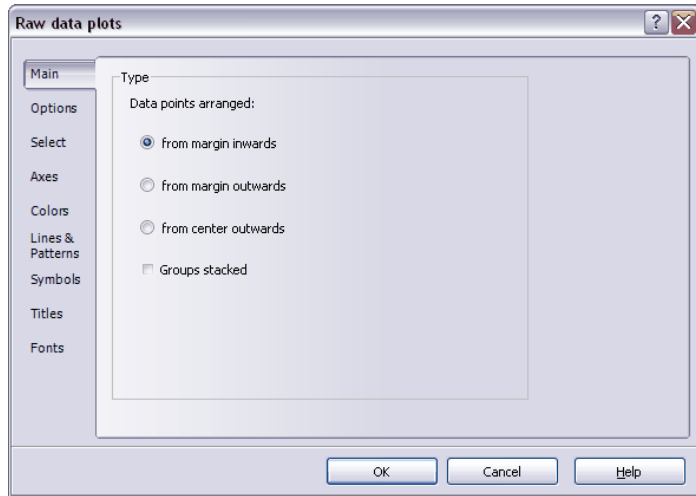 Raw data plots
?
Main
Options
Select
Axes
Colors
Lines &
Patterns
Symbols
Titles
Fonts
Type
Data points arranged:
from margin inwards
from margin outwards
from center outwards
Groups stacked
OK
Cancel
Help